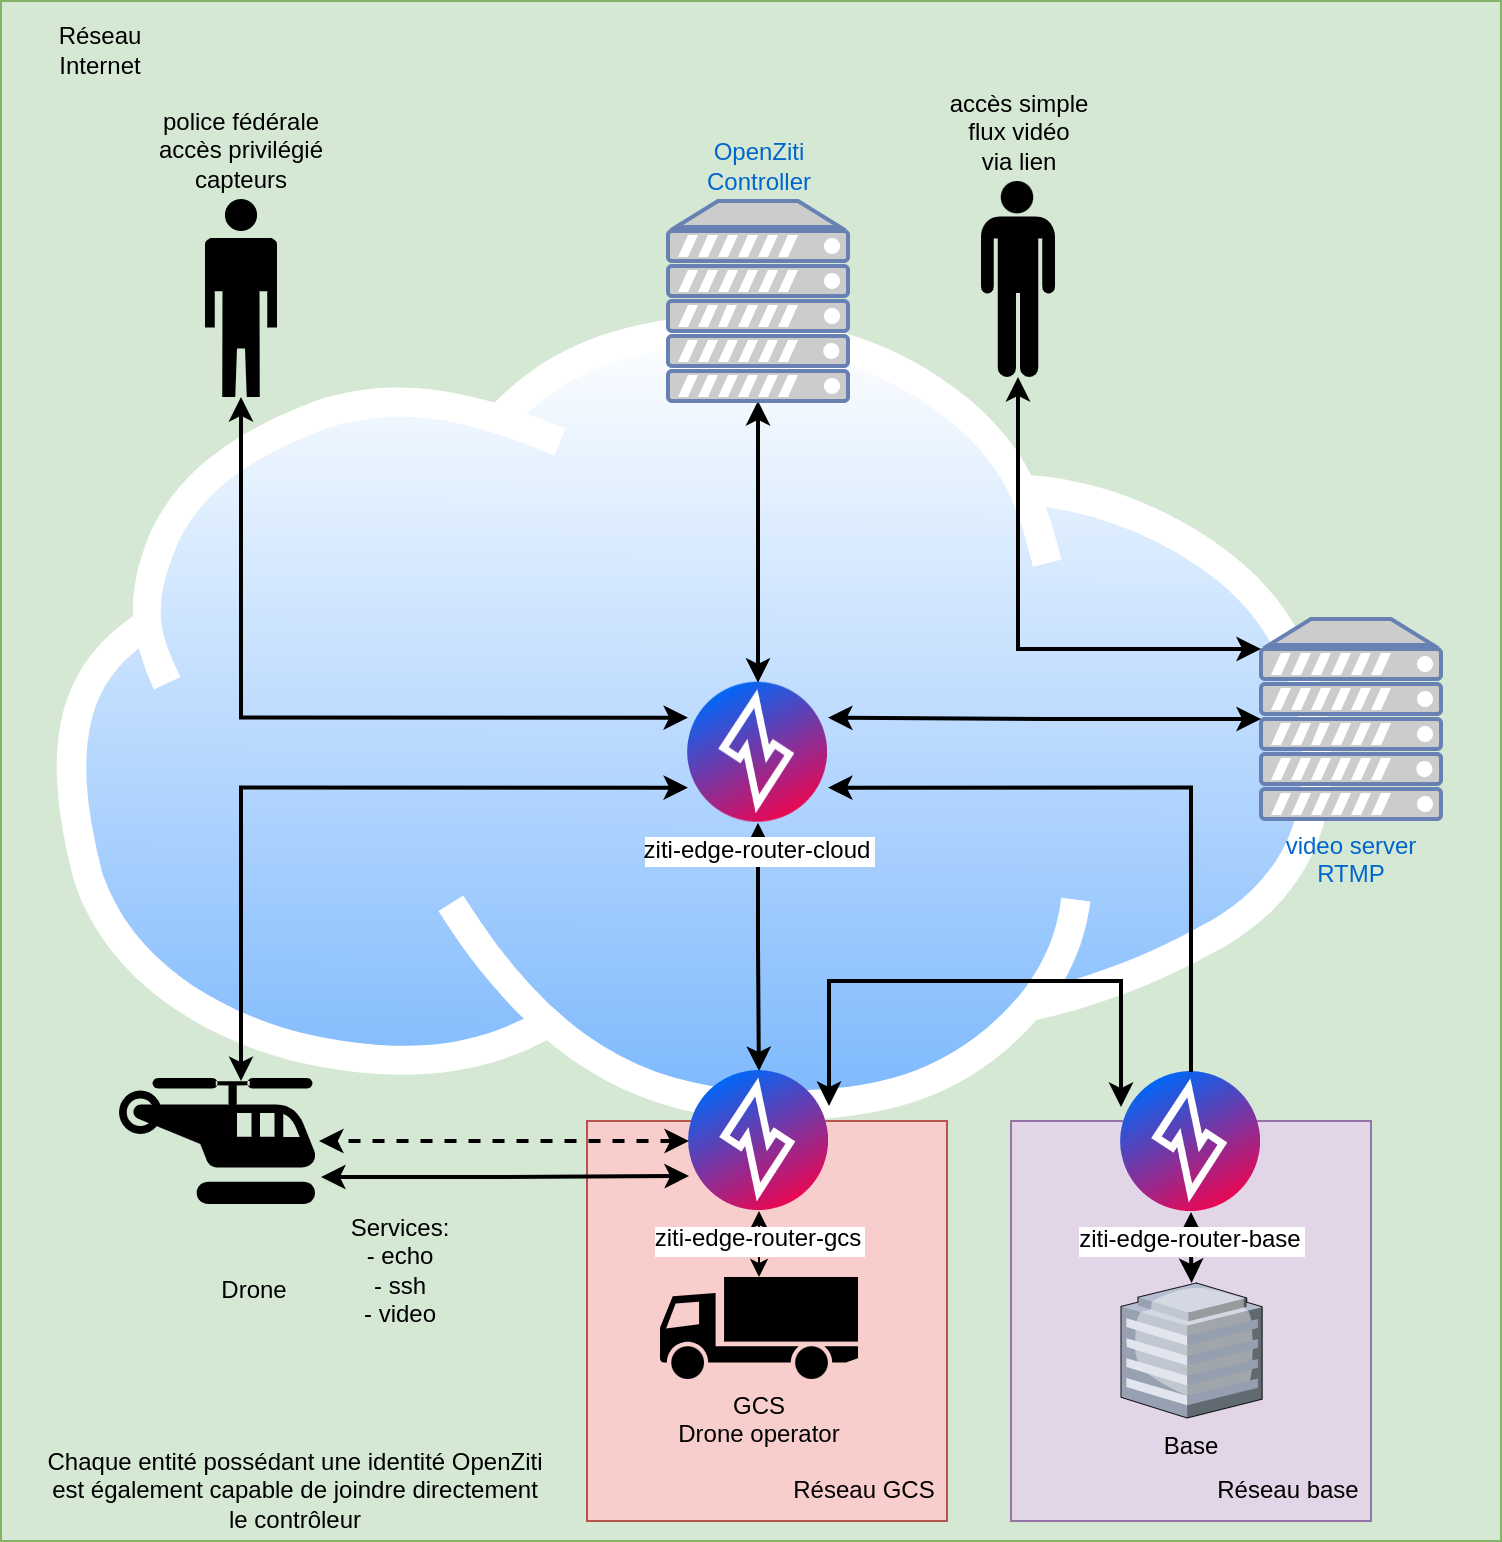 Réseau
Internet
accès simple
flux vidéo
via lien
police fédérale
accès privilégié
capteurs
OpenZiti
Controller
ziti-edge-router-cloud
video server
RTMP
Services:
- echo
- ssh
- video
Drone
ziti-edge-router-gcs
ziti-edge-router-base
GCS
Drone operator
Base
Réseau GCS
Réseau base
Chaque entité possédant une identité OpenZiti
est également capable de joindre directement
le contrôleur